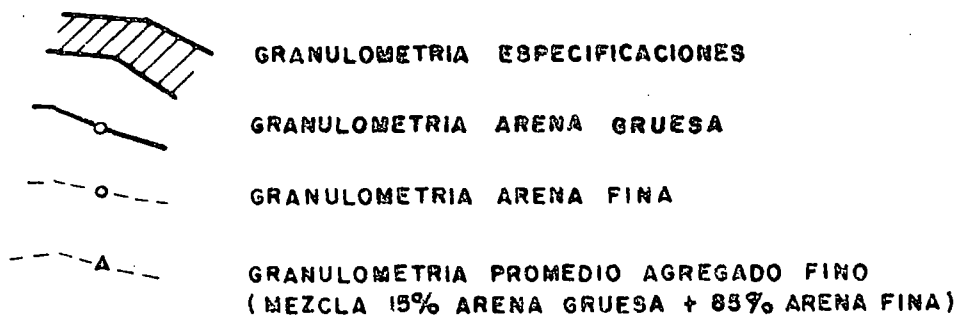 GRANULOMETRIA ESPECIFICACIONES
GRANULOMETRIA ARENA GRUESA
GRANULOMETRIA ARENA FINA
GRANULOMETRIA PROMEDIO AGREGADO FINO
(MEZCLA 15% ARENA GRUESA + 85% ARENA FINA)